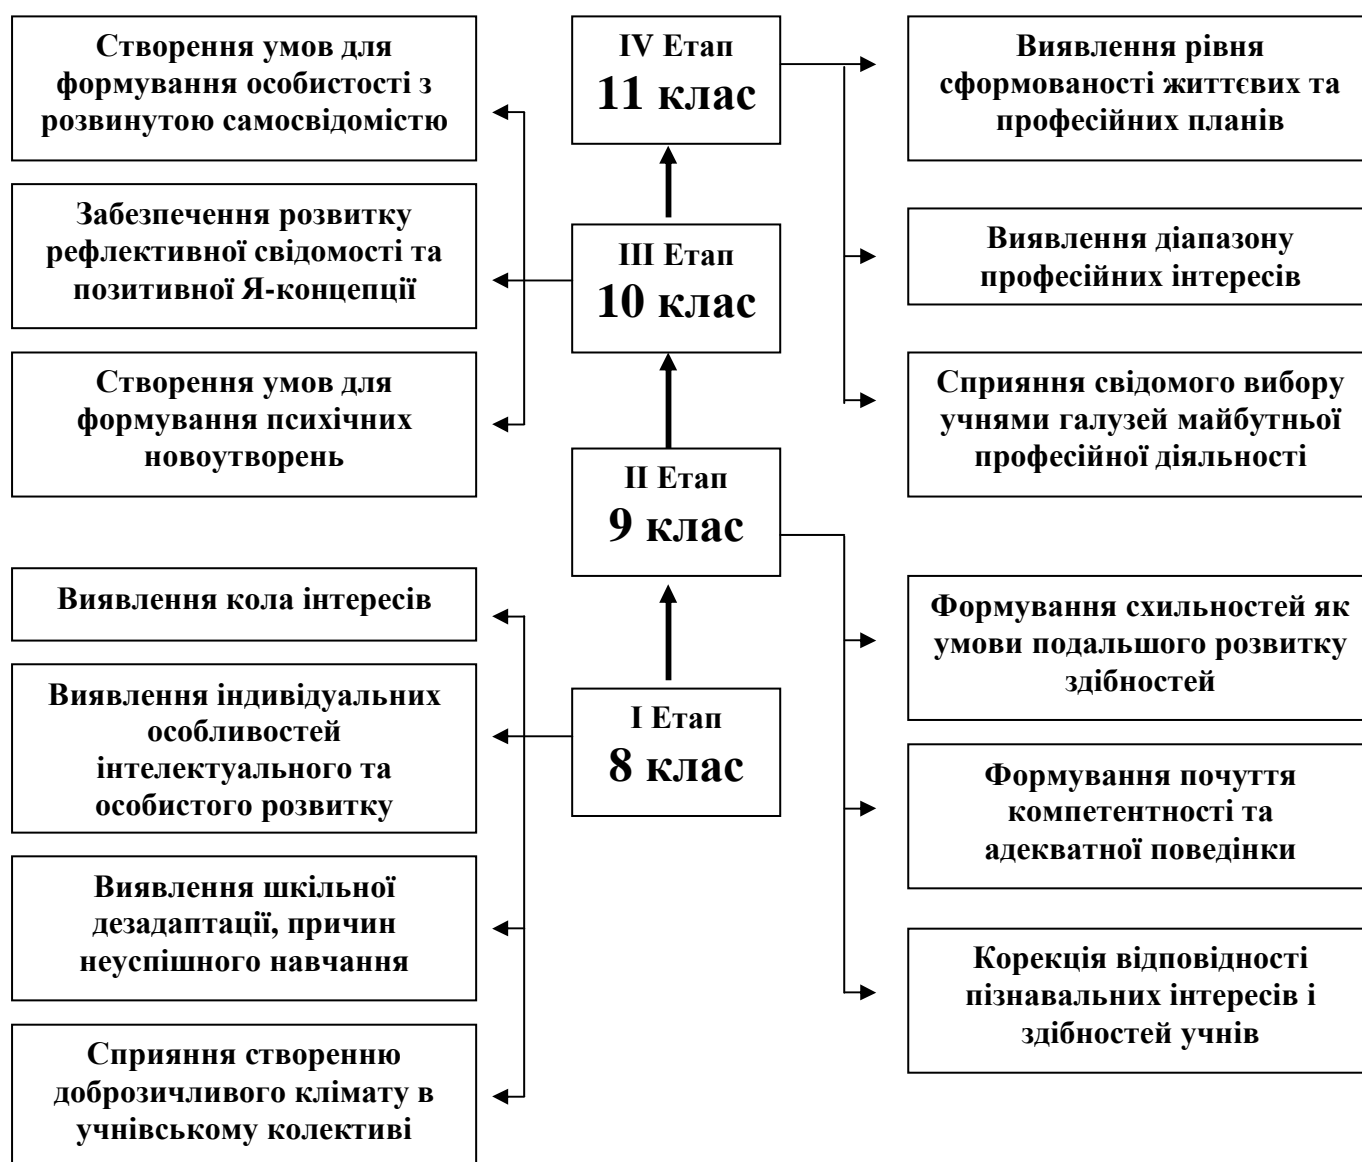 Створення умов для
формування особистості з
розвинутою самосвідомістю
Забезпечення розвитку
рефлективної свідомості та
позитивної Я-концепції
Створення умов для
формування психічних
новоутворень
Виявлення кола інтересів
Виявлення індивідуальних
особливостей
інтелектуального та
особистого розвитку
Виявлення шкільної
дезадаптації, причин
неуспішного навчання
Сприяння створенню
доброзичливого клімату в
учнівському колективі
IV Етап
11 клас
III Етап
10 клас
II Етап
9 клас
I Етап
8 клас
Виявлення рівня
сформованості життєвих та
професійних планів
Виявлення діапазону
професійних інтересів
Сприяння свідомого вибору
учнями галузей майбутньої
професійної діяльності
Формування схильностей як
умови подальшого розвитку
здібностей
Формування почуття
компетентності та
адекватної поведінки
Корекція відповідності
пізнавальних інтересів і
здібностей учнів